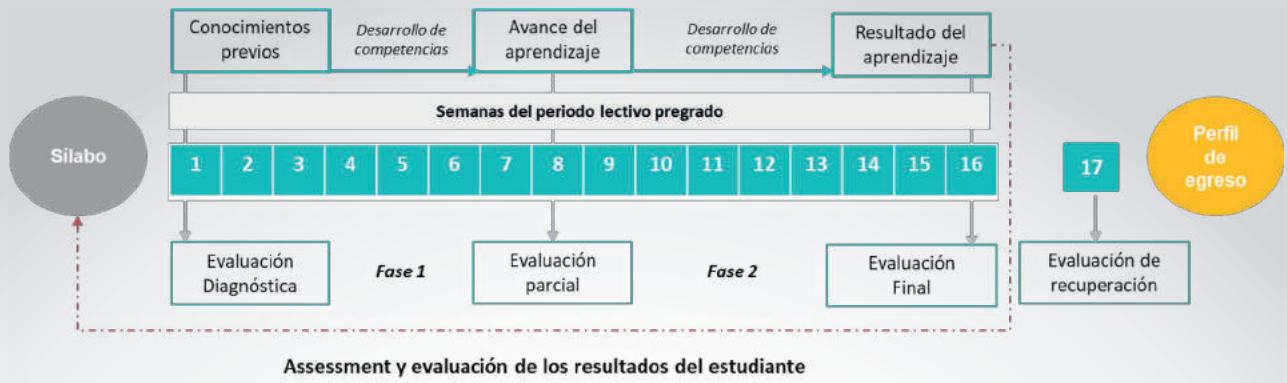 Conocimientos
previos
Desarrollo de
competencias
Avance del
aprendizaje
Desarrollo de
competencias
Resultado del
aprendizaje
Semanas del periodo lectivo pregrado
Sílabo
1 2 3 4 5 6 7 8 9 10 11 12 13 14 15 16
17
Perfil
de
egreso
Evaluación
Diagnóstica
Fase 1
Evaluación
parcial
Fase 2
Evaluación
Final
Evaluación de
recuperación
Assessment y evaluación de los resultados del estudiante